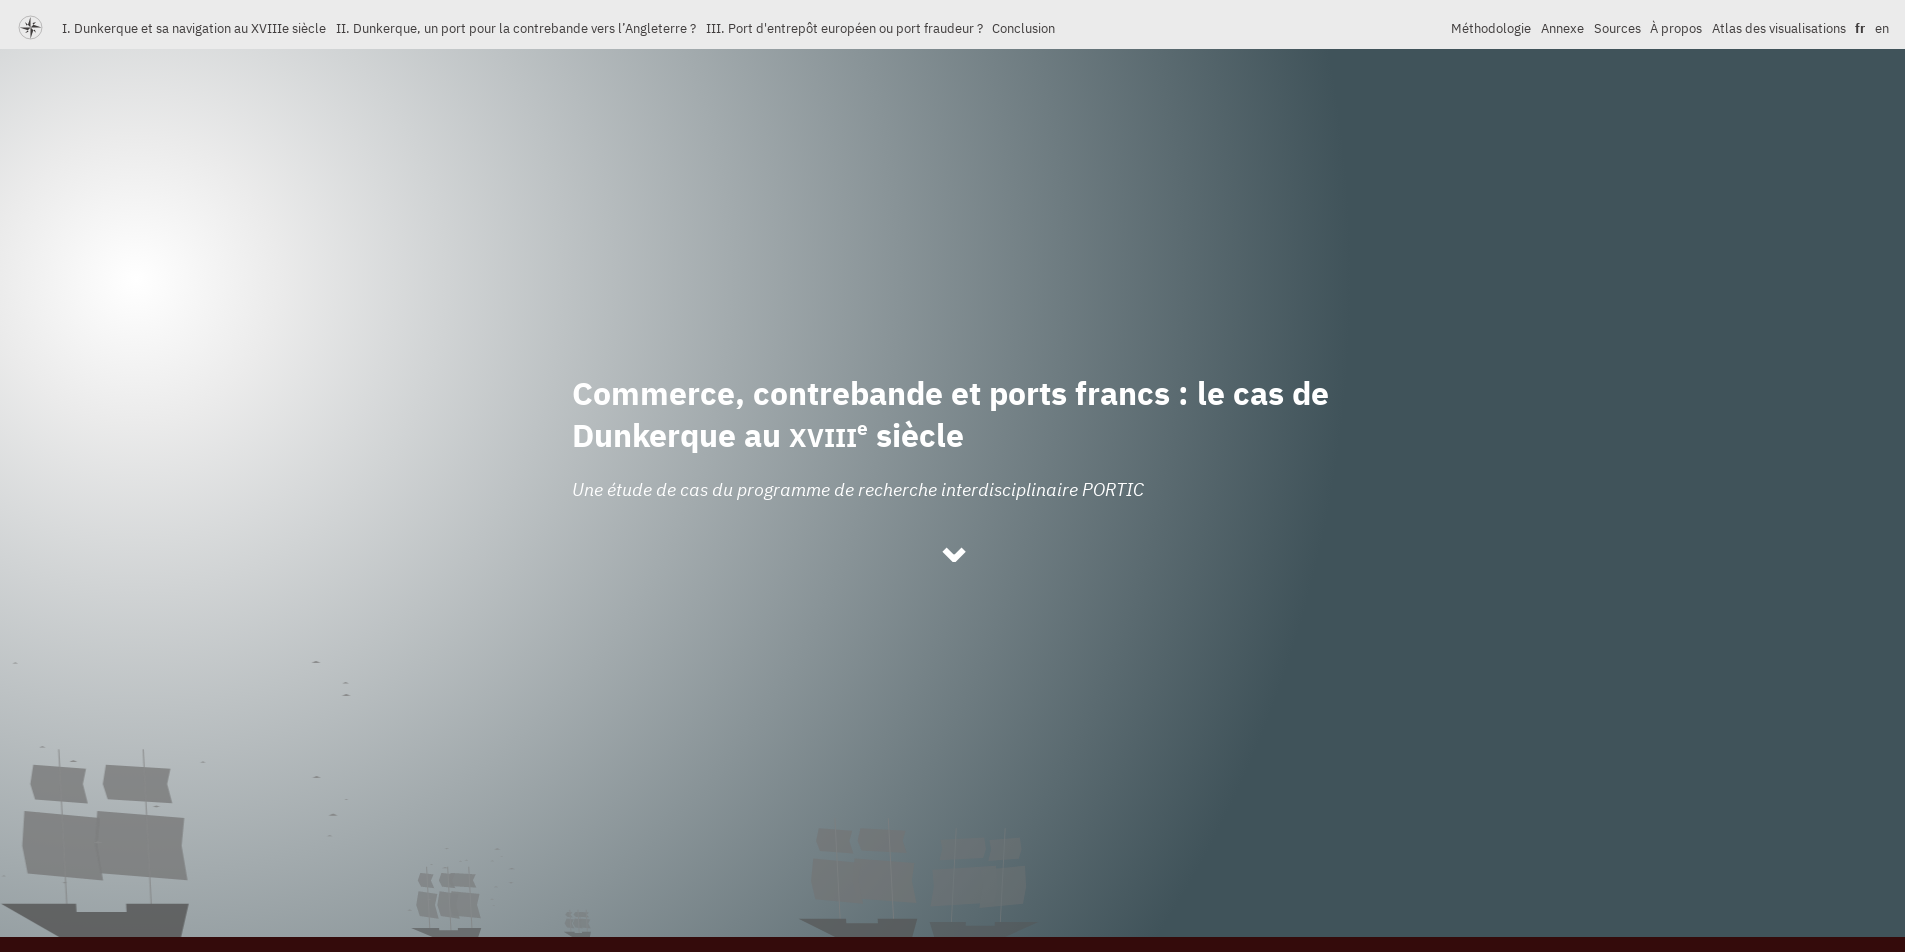 I. Dunkerque et sa navigation au XVIIIe siècle II. Dunkerque, un port pour la contrebande vers l’Angleterre ? III. Port d'entrepôt européen ou port fraudeur ? Conclusion Méthodologie Annexe Sources À propos Atlas des visualisations fr en
Commerce, contrebande et ports francs : le cas de
Dunkerque au XVIIIe siècle
Une étude de cas du programme de recherche interdisciplinaire PORTIC